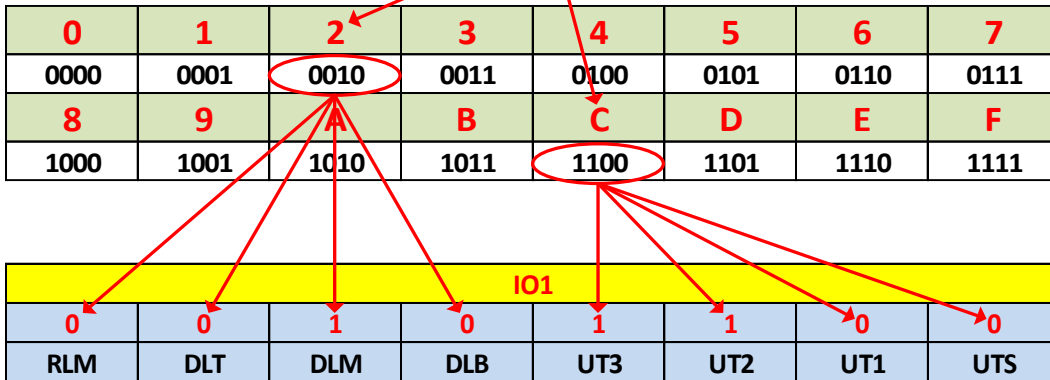 0 1 2 3 4 5 6 7
0000 0001 0010 0011 0100 0101 0110 0111
8 9 A B C D E F
1000 1001 1010 1011 1100 1101 1110 1111
IO1
0 0 1 0 1 1 0 0
RLM DLT DLM DLB UT3 UT2 UT1 UTS